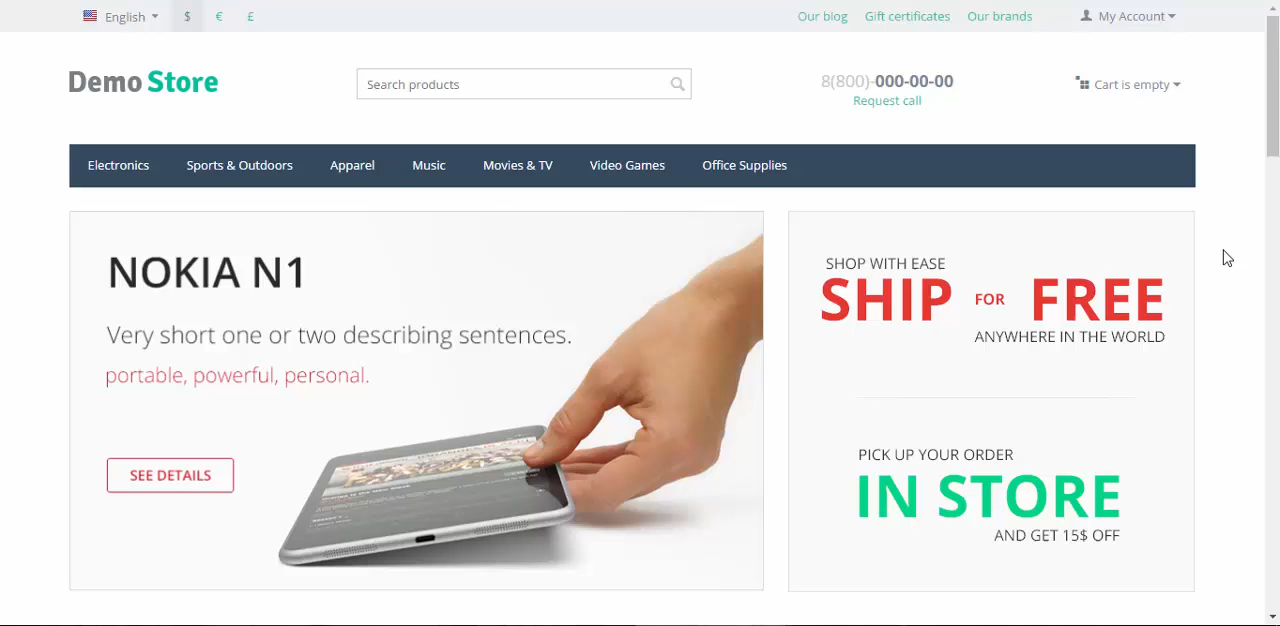 English $ € £ Our blog Gift certificates Our brands My Account
Demo Store Search products 8(800)-000-00-00 Cart is empty
Request call
Electronics Sports & Outdoors Apparel Music Movies & TV Video Games Office Supplies
NOKIA N1
Very short one or two describing sentences.
portable, powerful, personal.
SEE DETAILS
SHOP WITH EASE
SHIP FOR FREE
ANYWHERE IN THE WORLD
PICK UP YOUR ORDER
IN STORE
AND GET 15$ OFF